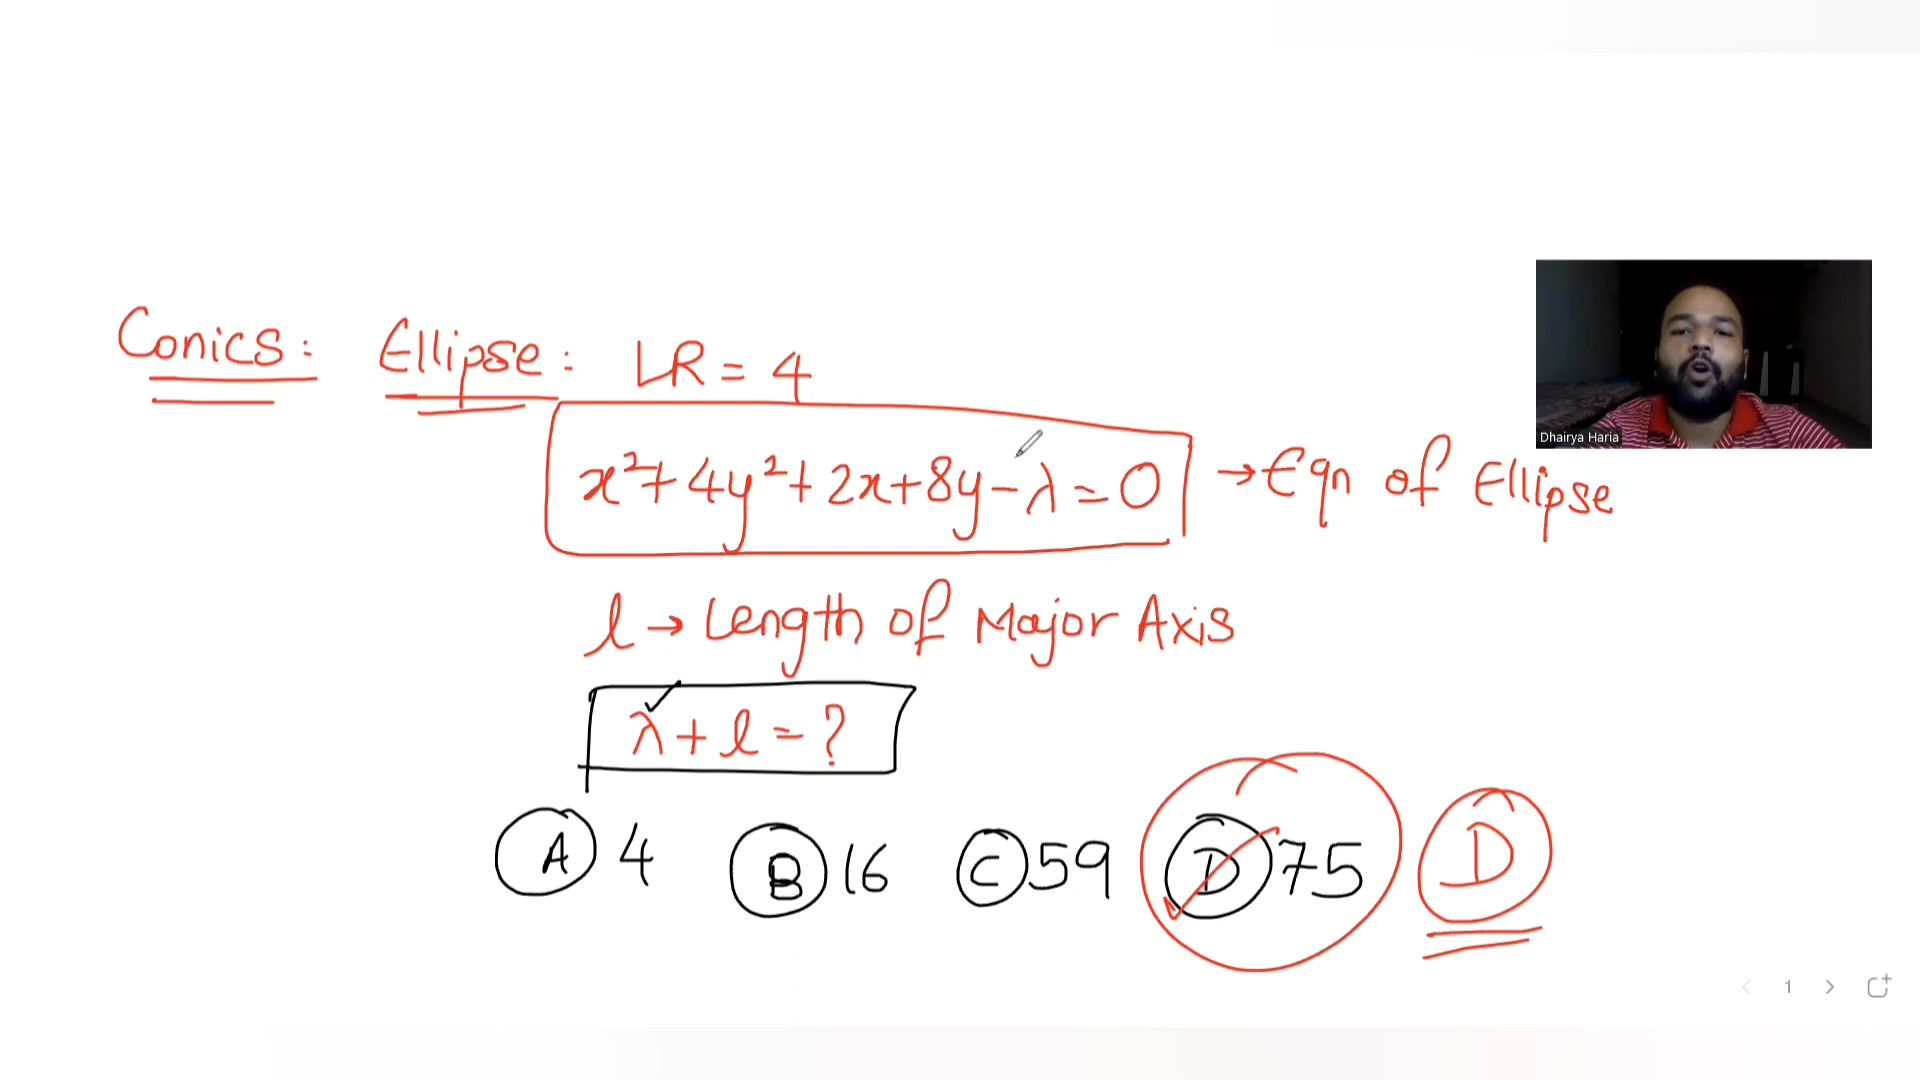 Conics: Ellipse: LR = 4
x²+4y²+2x+8y-λ=0 → Eqn of Ellipse
Dhairya Haria
l → Length of Major Axis
λ + l = ?
A 4 B 16 C 59 D 75 D
1